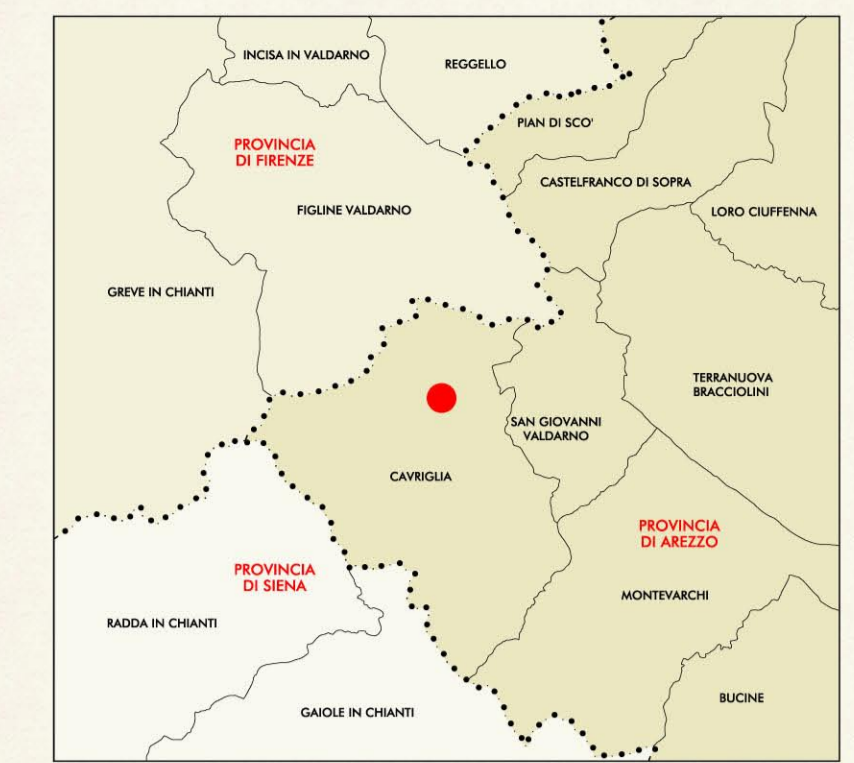 INCISA IN VALDARNO
REGGELLO
PIAN DI SCO'
PROVINCIA
DI FIRENZE
CASTELFRANCO DI SOPRA
FIGLINE VALDARNO
LORO CIUFFENNA
GREVE IN CHIANTI
TERRANUOVA
BRACCIOLINI
SAN GIOVANNI
VALDARNO
CAVRIGLIA
PROVINCIA
DI AREZZO
PROVINCIA
DI SIENA
MONTEVARCHI
RADDA IN CHIANTI
BUCINE
GAIOLE IN CHIANTI